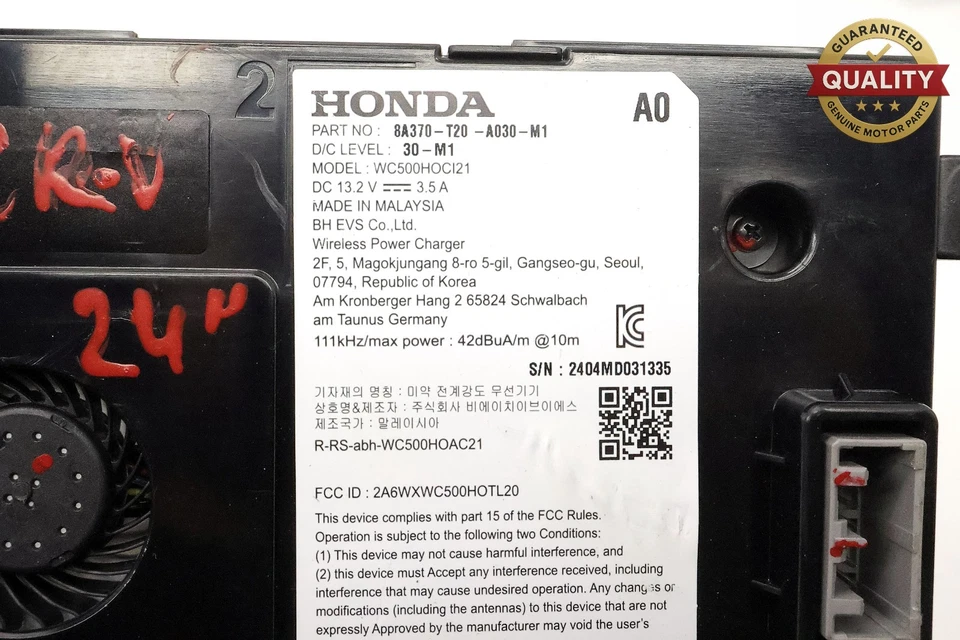 GUARANTEED
QUALITY
GENUINE MOTOR PARTS
2
HONDA
A0
PART NO : 8A370-T20 -A030-M1
D/C LEVEL : 30-M1
MODEL : WC500HOCI21
DC 13.2 V 3.5 A
MADE IN MALAYSIA
BH EVS Co.,Ltd.
Wireless Power Charger
2F, 5, Magokjungang 8-ro 5-gil, Gangseo-gu, Seoul,
07794, Republic of Korea
Am Kronberger Hang 2 65824 Schwalbach
am Taunus Germany
111kHz/max power : 42dBuA/m @10m
S/N : 2404MD031335
기자재의 명칭 : 미약 전계강도 무선기기
상호명&제조자 : 주식회사 비에이치이브이에스
제조국가 : 말레이시아
R-RS-abh-WC500HOAC21
FCC ID : 2A6WXWC500HOTL20
This device complies with part 15 of the FCC Rules.
Operation is subject to the following two Conditions:
(1) This device may not cause harmful interference, and
(2) this device must Accept any interference received, including
interference that may cause undesired operation. Any changes or
modifications (including the antennas) to this device that are not
expressly Approved by the manufacturer may void the user's
R-V
24